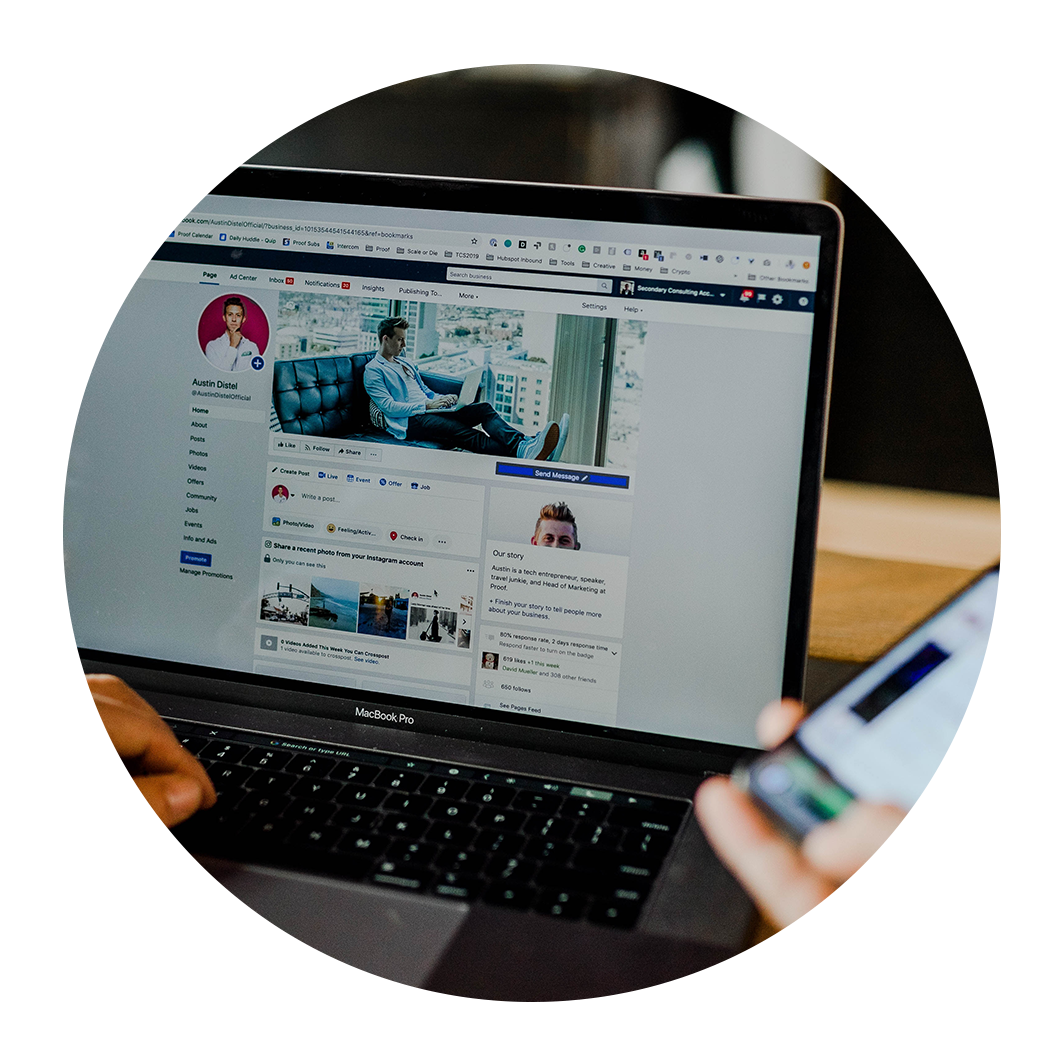 book.com/AustinDistelOfficial/?business_id=10153544541544165&ref=bookmarks
Proof Calendar Daily Huddle - Quip Proof Subs Intercom Proof Scale or Die TCS2019 Hubspot Inbound Tools Creative Money Crypto Other Bookmarks
Search business
Secondary Consulting Acc...
Page Ad Center Inbox Notifications Insights Publishing To... More Settings Help
Austin Distel
@AustinDistelOfficial
Home
About
Posts
Photos
Videos
Offers
Community
Jobs
Events
Info and Ads
Promote
Manage Promotions
Like Follow Share ...
Send Message
Create Post Live Event Offer Job
Write a post...
Photo/Video Feeling/Activ... Check in ...
Share a recent photo from your Instagram account ...
Only you can see this
0 Videos Added This Week You Can Crosspost
1 video available to crosspost. See video.
Our story
Austin is a tech entrepreneur, speaker,
travel junkie, and Head of Marketing at
Proof.
+ Finish your story to tell people more
about your business.
80% response rate, 2 days response time
Respond faster to turn on the badge
619 likes +1 this week
David Mueller and 308 other friends
650 follows
See Pages Feed
MacBook Pro
Search or type URL